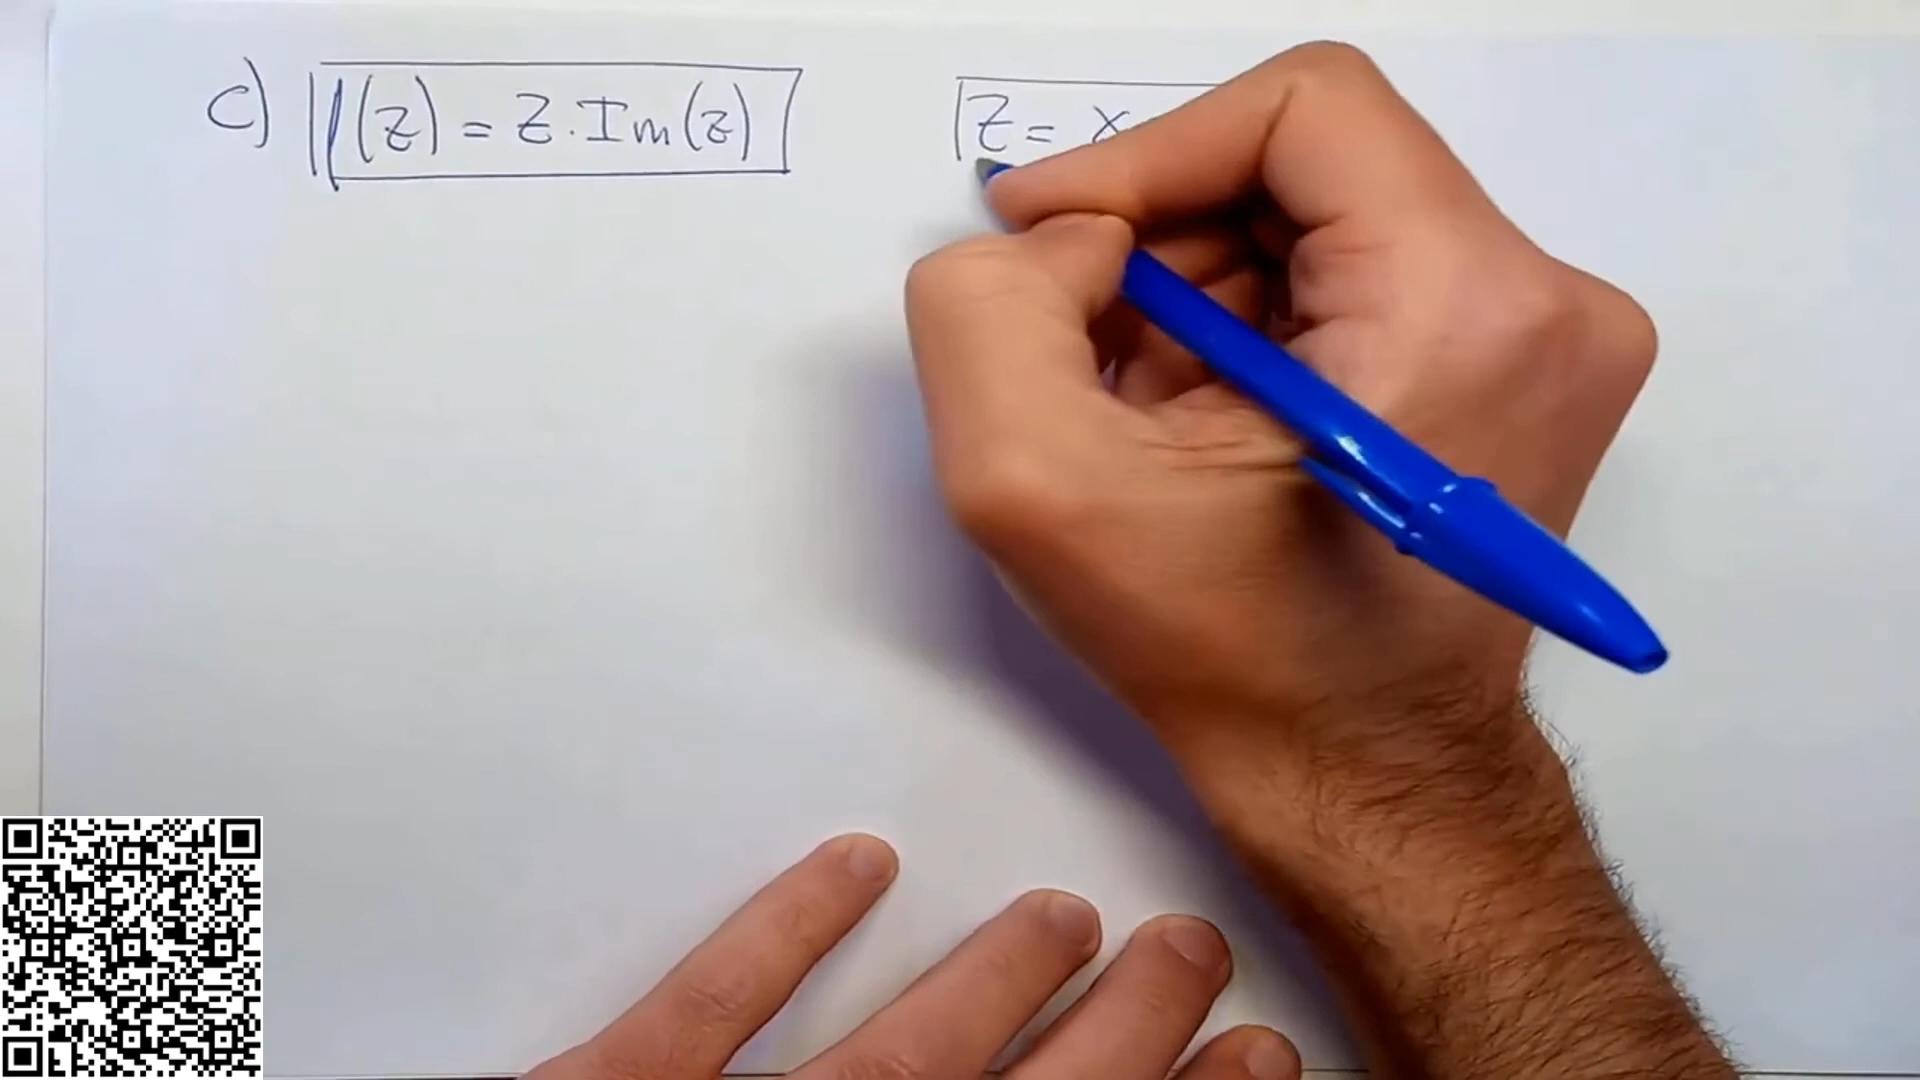 c) f(z) = z·Im(z) z = x